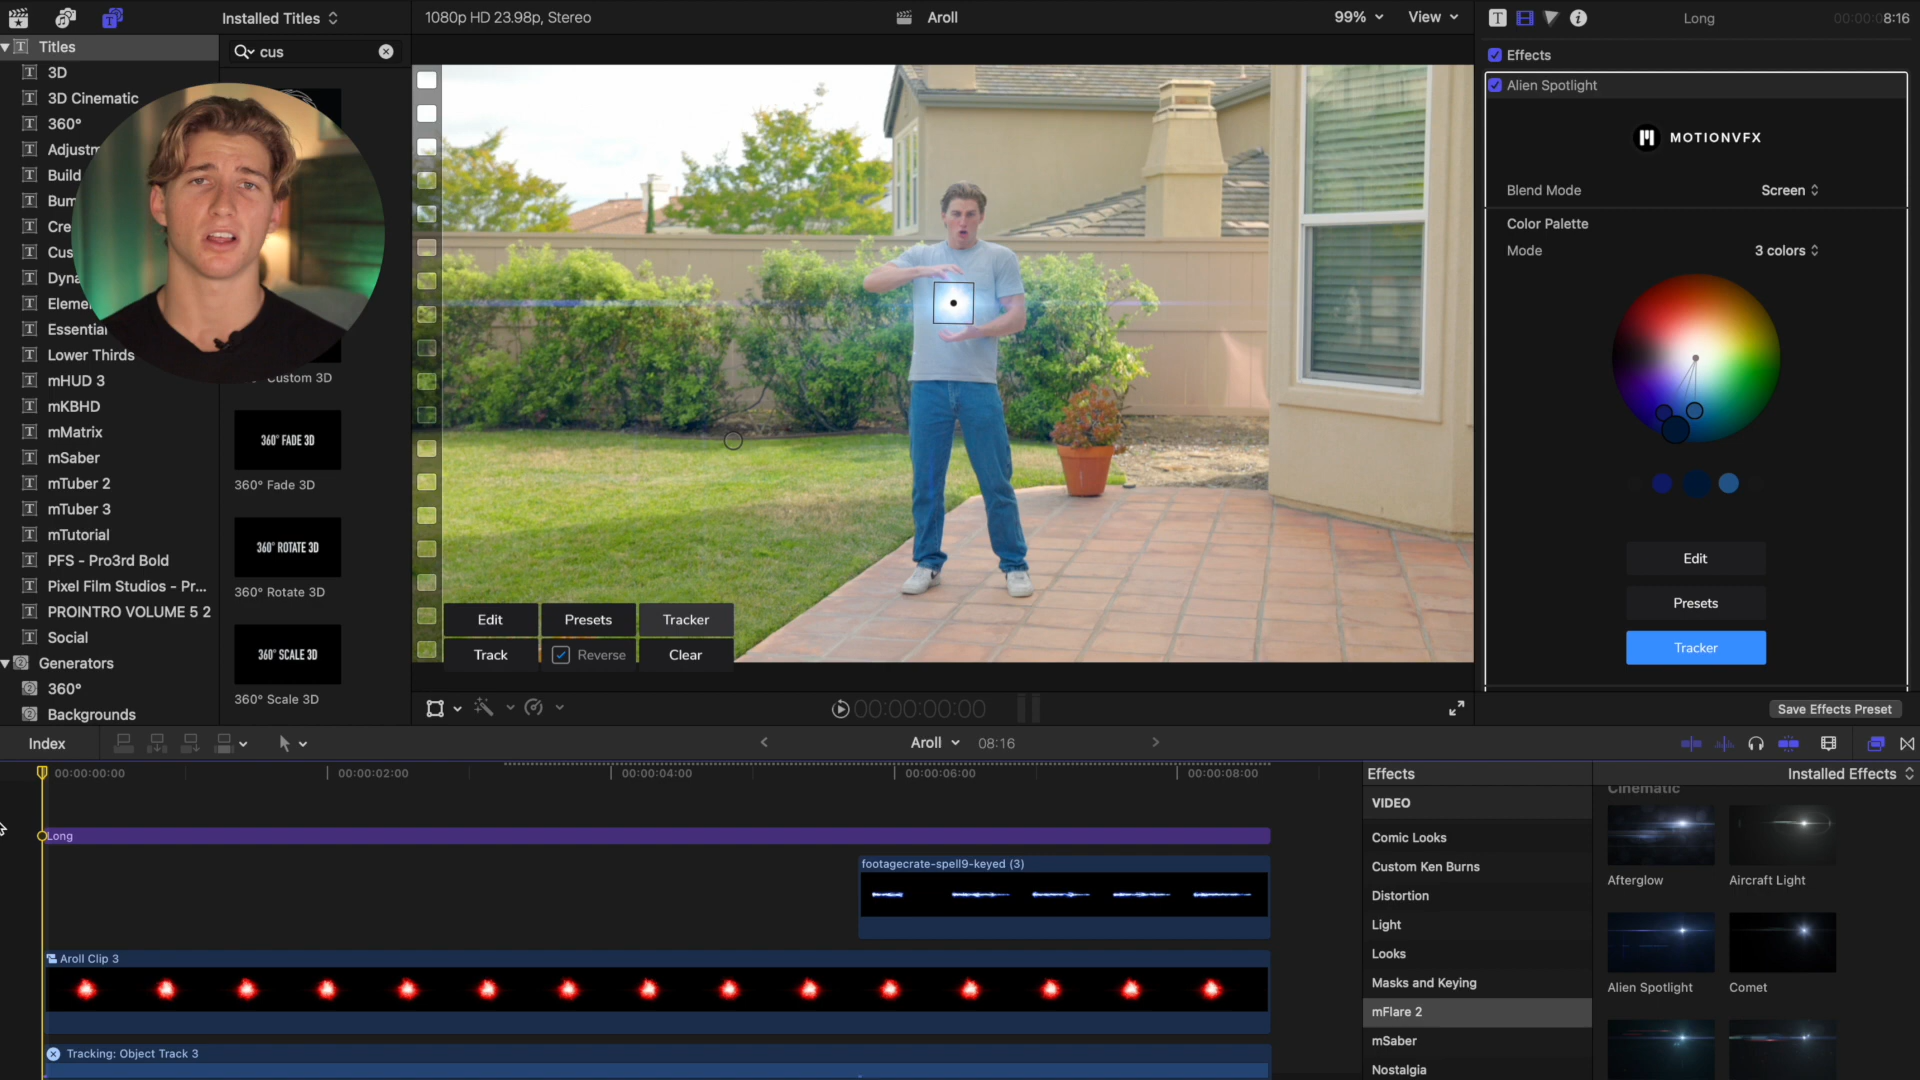 Installed Titles
1080p HD 23.98p, Stereo
Aroll
99%
View
Long
00:00:08:16
Titles
cus
Effects
3D
Alien Spotlight
3D Cinematic
360°
MOTIONVFX
Adjustm
Build
Blend Mode
Screen
Bum
Cre
Color Palette
Cus
Mode
3 colors
Dyna
Eleme
Essential
Lower Thirds
mHUD 3
Custom 3D
mKBHD
mMatrix
360° FADE 3D
mSaber
mTuber 2
360° Fade 3D
mTuber 3
mTutorial
360° ROTATE 3D
PFS - Pro3rd Bold
Edit
Pixel Film Studios - Pr...
360° Rotate 3D
PROINTRO VOLUME 5 2
Presets
Edit
Presets
Tracker
Social
Tracker
Track
Reverse
Clear
360° SCALE 3D
Generators
360°
360° Scale 3D
Backgrounds
00:00:00:00
Save Effects Preset
Index
Aroll
08:16
00:00:00:00
00:00:02:00
00:00:04:00
00:00:06:00
00:00:08:00
Effects
Installed Effects
Cinematic
VIDEO
Long
Comic Looks
footagecrate-spell9-keyed (3)
Custom Ken Burns
Afterglow
Aircraft Light
Distortion
Light
Looks
Aroll Clip 3
Masks and Keying
Alien Spotlight
Comet
mFlare 2
mSaber
Tracking: Object Track 3
Nostalgia